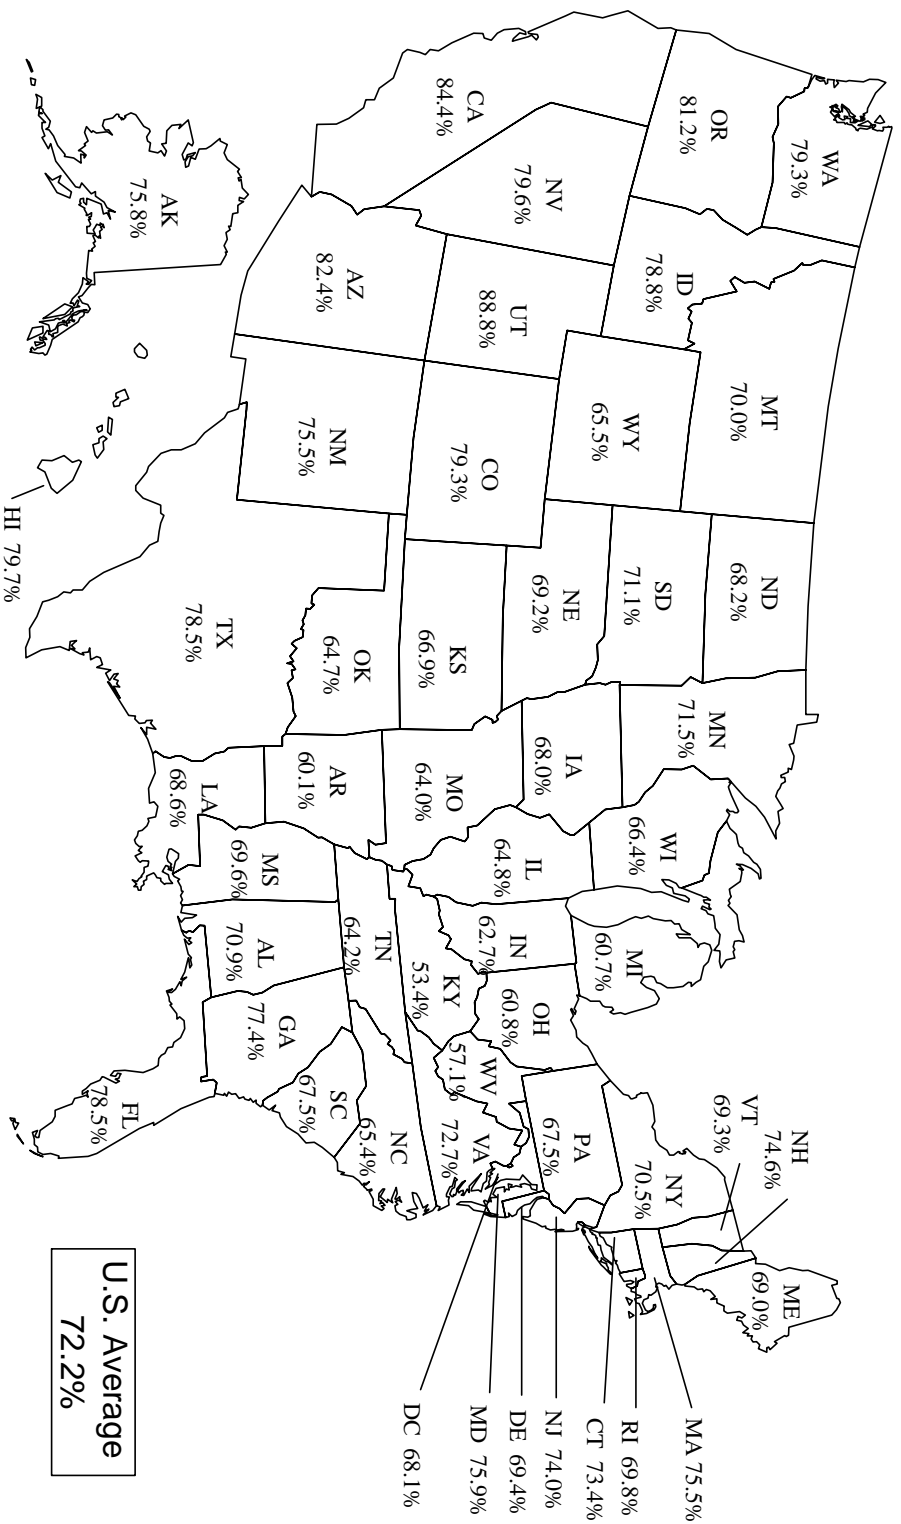 WA
79.3%
OR
81.2%
CA
84.4%
NV
79.6%
ID
78.8%
MT
70.0%
WY
65.5%
UT
88.8%
AZ
82.4%
CO
79.3%
NM
75.5%
ND
68.2%
SD
71.1%
NE
69.2%
KS
66.9%
OK
64.7%
TX
78.5%
MN
71.5%
IA
68.0%
MO
64.0%
AR
60.1%
LA
68.6%
WI
66.4%
IL
64.8%
MS
69.6%
MI
60.7%
IN
62.7%
OH
60.8%
KY
53.4%
TN
64.2%
AL
70.9%
GA
77.4%
FL
78.5%
SC
67.5%
NC
65.4%
VA
72.7%
WV
57.1%
PA
67.5%
NY
70.5%
VT
69.3%
NH
74.6%
ME
69.0%
MA 75.5%
RI 69.8%
CT 73.4%
NJ 74.0%
DE 69.4%
MD 75.9%
DC 68.1%
AK
75.8%
HI 79.7%
U.S. Average
72.2%